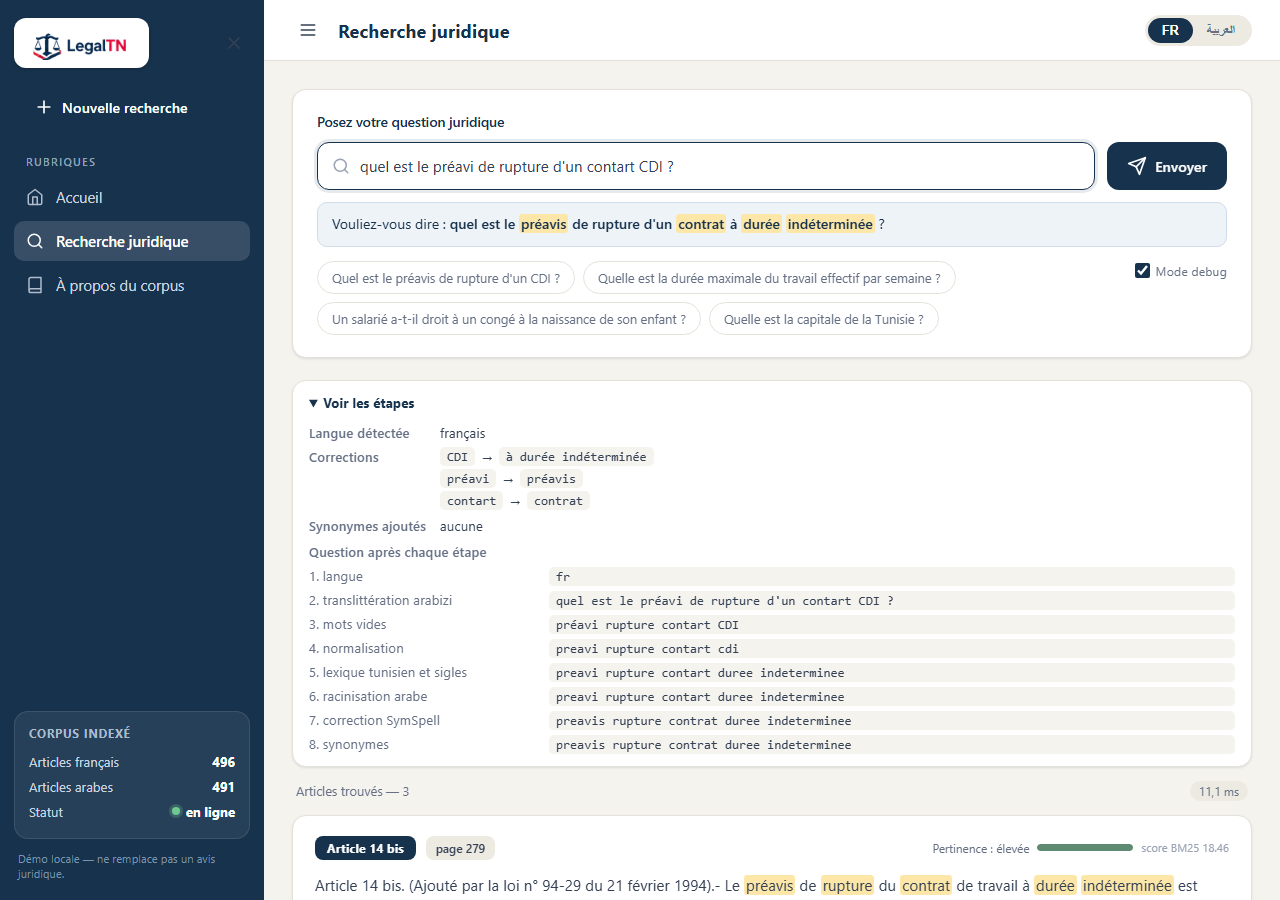 LegalTN
Nouvelle recherche
RUBRIQUES
Accueil
Recherche juridique
À propos du corpus
CORPUS INDEXÉ
Articles français 496
Articles arabes 491
Statut en ligne
Démo locale — ne remplace pas un avis
juridique.
Recherche juridique
FR العربية
Posez votre question juridique
quel est le préavi de rupture d'un contart CDI ?
Envoyer
Vouliez-vous dire : quel est le préavis de rupture d'un contrat à durée indéterminée ?
Quel est le préavis de rupture d'un CDI ? Quelle est la durée maximale du travail effectif par semaine ?
Mode debug
Un salarié a-t-il droit à un congé à la naissance de son enfant ? Quelle est la capitale de la Tunisie ?
▼ Voir les étapes
Langue détectée français
Corrections CDI → à durée indéterminée
préavi → préavis
contart → contrat
Synonymes ajoutés aucune
Question après chaque étape
1. langue fr
2. translittération arabizi quel est le préavi de rupture d'un contart CDI ?
3. mots vides préavi rupture contart CDI
4. normalisation preavi rupture contart cdi
5. lexique tunisien et sigles preavi rupture contart duree indeterminee
6. racinisation arabe preavi rupture contart duree indeterminee
7. correction SymSpell preavis rupture contrat duree indeterminee
8. synonymes preavis rupture contrat duree indeterminee
Articles trouvés — 3 11,1 ms
Article 14 bis page 279 Pertinence : élevée score BM25 18.46
Article 14 bis. (Ajouté par la loi n° 94-29 du 21 février 1994).- Le préavis de rupture du contrat de travail à durée indéterminée est